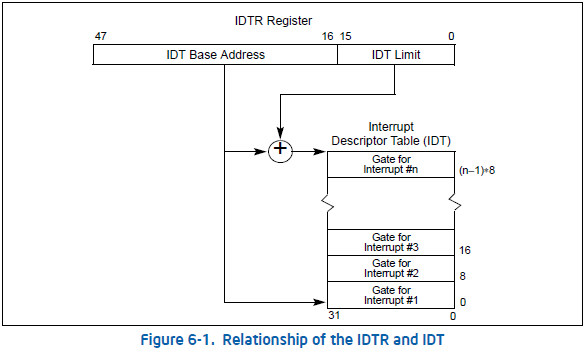 IDTR Register
47 16 15 0
IDT Base Address IDT Limit
+
Interrupt
Descriptor Table (IDT)
Gate for
Interrupt #n
(n−1)∗8
Gate for
Interrupt #3
16
Gate for
Interrupt #2
8
Gate for
Interrupt #1
0
31 0
Figure 6-1. Relationship of the IDTR and IDT